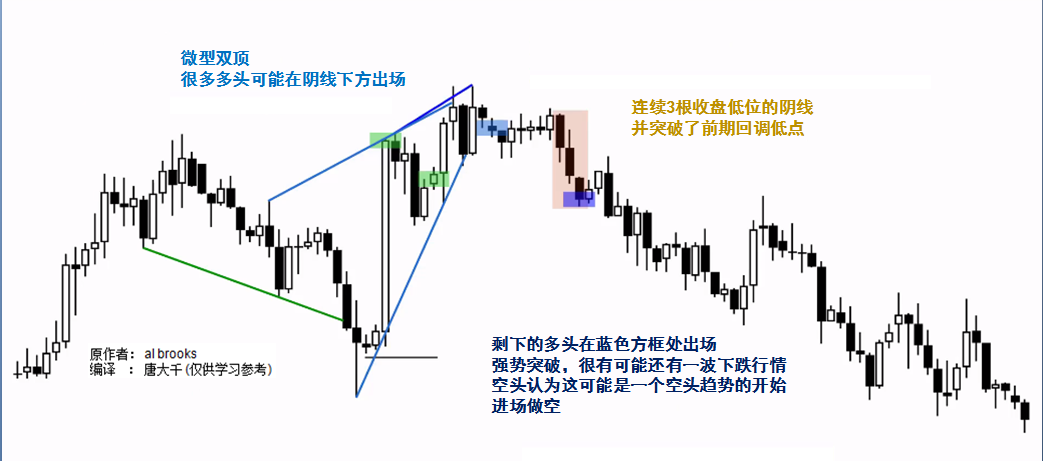 微型双顶
很多多头可能在阴线下方出场
连续3根收盘低位的阴线
并突破了前期回调低点
剩下的多头在蓝色方框处出场
强势突破，很有可能还有一波下跌行情
空头认为这可能是一个空头趋势的开始
进场做空
原作者：al brooks
编译 ：唐大千(仅供学习参考)